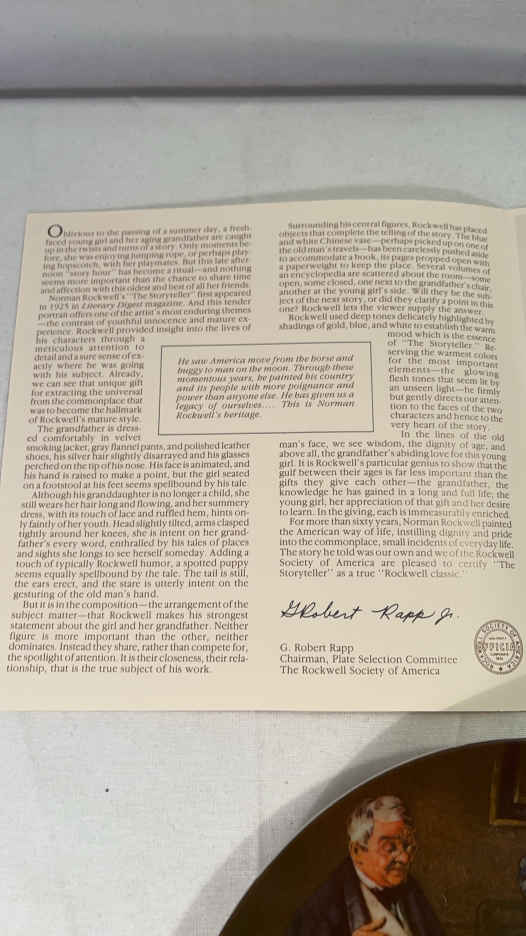 Oblivious to the passing of a summer day, a fresh-
faced young girl and her aging grandfather are caught
up in the twists and turns of a story. Only moments be-
fore, she was enjoying jumping rope, or perhaps play-
ing hopscotch, with her playmates. But this late after-
noon "story hour" has become a ritual—and nothing
seems more important than the chance to share time
and affection with this oldest and best of all her friends.
Norman Rockwell's "The Storyteller" first appeared
in 1925 in Literary Digest magazine. And this tender
portrait offers one of the artist's most enduring themes
—the contrast of youthful innocence and mature ex-
perience. Rockwell provided insight into the lives of
his characters through a
meticulous attention to
detail and a sure sense of ex-
actly where he was going
with his subject. Already,
we can see that unique gift
for extracting the universal
from the commonplace that
was to become the hallmark
of Rockwell's mature style.
The grandfather is dress-
ed comfortably in velvet
smoking jacket, gray flannel pants, and polished leather
shoes, his silver hair slightly disarrayed and his glasses
perched on the tip of his nose. His face is animated, and
his hand is raised to make a point, but the girl seated
on a footstool at his feet seems spellbound by his tale.
Although his granddaughter is no longer a child, she
still wears her hair long and flowing, and her summery
dress, with its touch of lace and ruffled hem, hints on-
ly faintly of her youth. Head slightly tilted, arms clasped
tightly around her knees, she is intent on her grand-
father's every word, enthralled by his tales of places
and sights she longs to see herself someday. Adding a
touch of typically Rockwell humor, a spotted puppy
seems equally spellbound by the tale. The tail is still,
the ears erect, and the stare is utterly intent on the
gesturing of the old man's hand.
But it is in the composition—the arrangement of the
subject matter—that Rockwell makes his strongest
statement about the girl and her grandfather. Neither
figure is more important than the other, neither
dominates. Instead they share, rather than compete for,
the spotlight of attention. It is their closeness, their rela-
tionship, that is the true subject of his work.
He saw America move from the horse and
buggy to man on the moon. Through these
momentous years, he painted his country
and its people with more poignance and
power than anyone else. He has given us a
legacy of ourselves.... This is Norman
Rockwell's heritage.
Surrounding his central figures, Rockwell has placed
objects that complete the telling of the story. The blue
and white Chinese vase—perhaps picked up on one of
the old man's travels—has been carelessly pushed aside
to accommodate a book, its pages propped open with
a paperweight to keep the place. Several volumes of
an encyclopedia are scattered about the room—some
open, some closed, one next to the grandfather's chair,
another at the young girl's side. Will they be the sub-
ject of the next story, or did they clarify a point in this
one? Rockwell lets the viewer supply the answer.
Rockwell used deep tones delicately highlighted by
shadings of gold, blue, and white to establish the warm
mood which is the essence
of "The Storyteller." Re-
serving the warmest colors
for the most important
elements—the glowing
flesh tones that seem lit by
an unseen light—he firmly
but gently directs our atten-
tion to the faces of the two
characters and hence to the
very heart of the story.
In the lines of the old
man's face, we see wisdom, the dignity of age, and
above all, the grandfather's abiding love for this young
girl. It is Rockwell's particular genius to show that the
gulf between their ages is far less important than the
gifts they give each other—the grandfather, the
knowledge he has gained in a long and full life; the
young girl, her appreciation of that gift and her desire
to learn. In the giving, each is immeasurably enriched.
For more than sixty years, Norman Rockwell painted
the American way of life, instilling dignity and pride
into the commonplace, small incidents of everyday life.
The story he told was our own and we of the Rockwell
Society of America are pleased to certify "The
Storyteller" as a true "Rockwell classic."
G Robert Rapp Jr.
G. Robert Rapp
Chairman, Plate Selection Committee
The Rockwell Society of America
SOCIETY OF
OFFICIAL